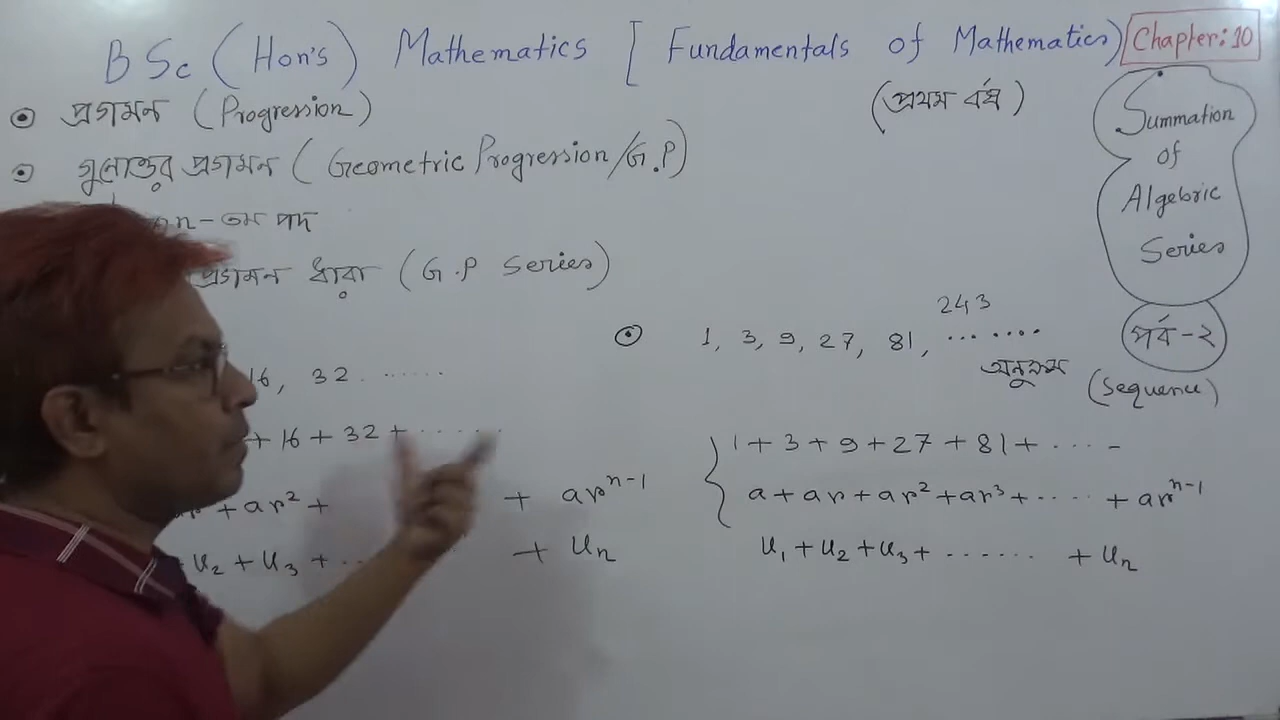 BSc (Hon's) Mathematics [Fundamentals of Mathematics)
Chapter: 10
(প্রথম বর্ষ)
প্রগমন (Progression)
গুনোত্তর প্রগমন (Geometric Progression/G.P)
n-তম পদ
প্রগমন ধারা (G.P Series)
Summation
of
Algebric
Series
পর্ব-২
243
1, 3, 9, 27, 81, ... ....
অনুক্রম (Sequence)
16, 32 ......
+ 16 + 32 + .....
+ ar² + + arⁿ⁻¹
u₂ + u₃ + ... + uₙ
1 + 3 + 9 + 27 + 81 + .... -
a + ar + ar² + ar³ + .... + arⁿ⁻¹
u₁ + u₂ + u₃ + ...... + uₙ